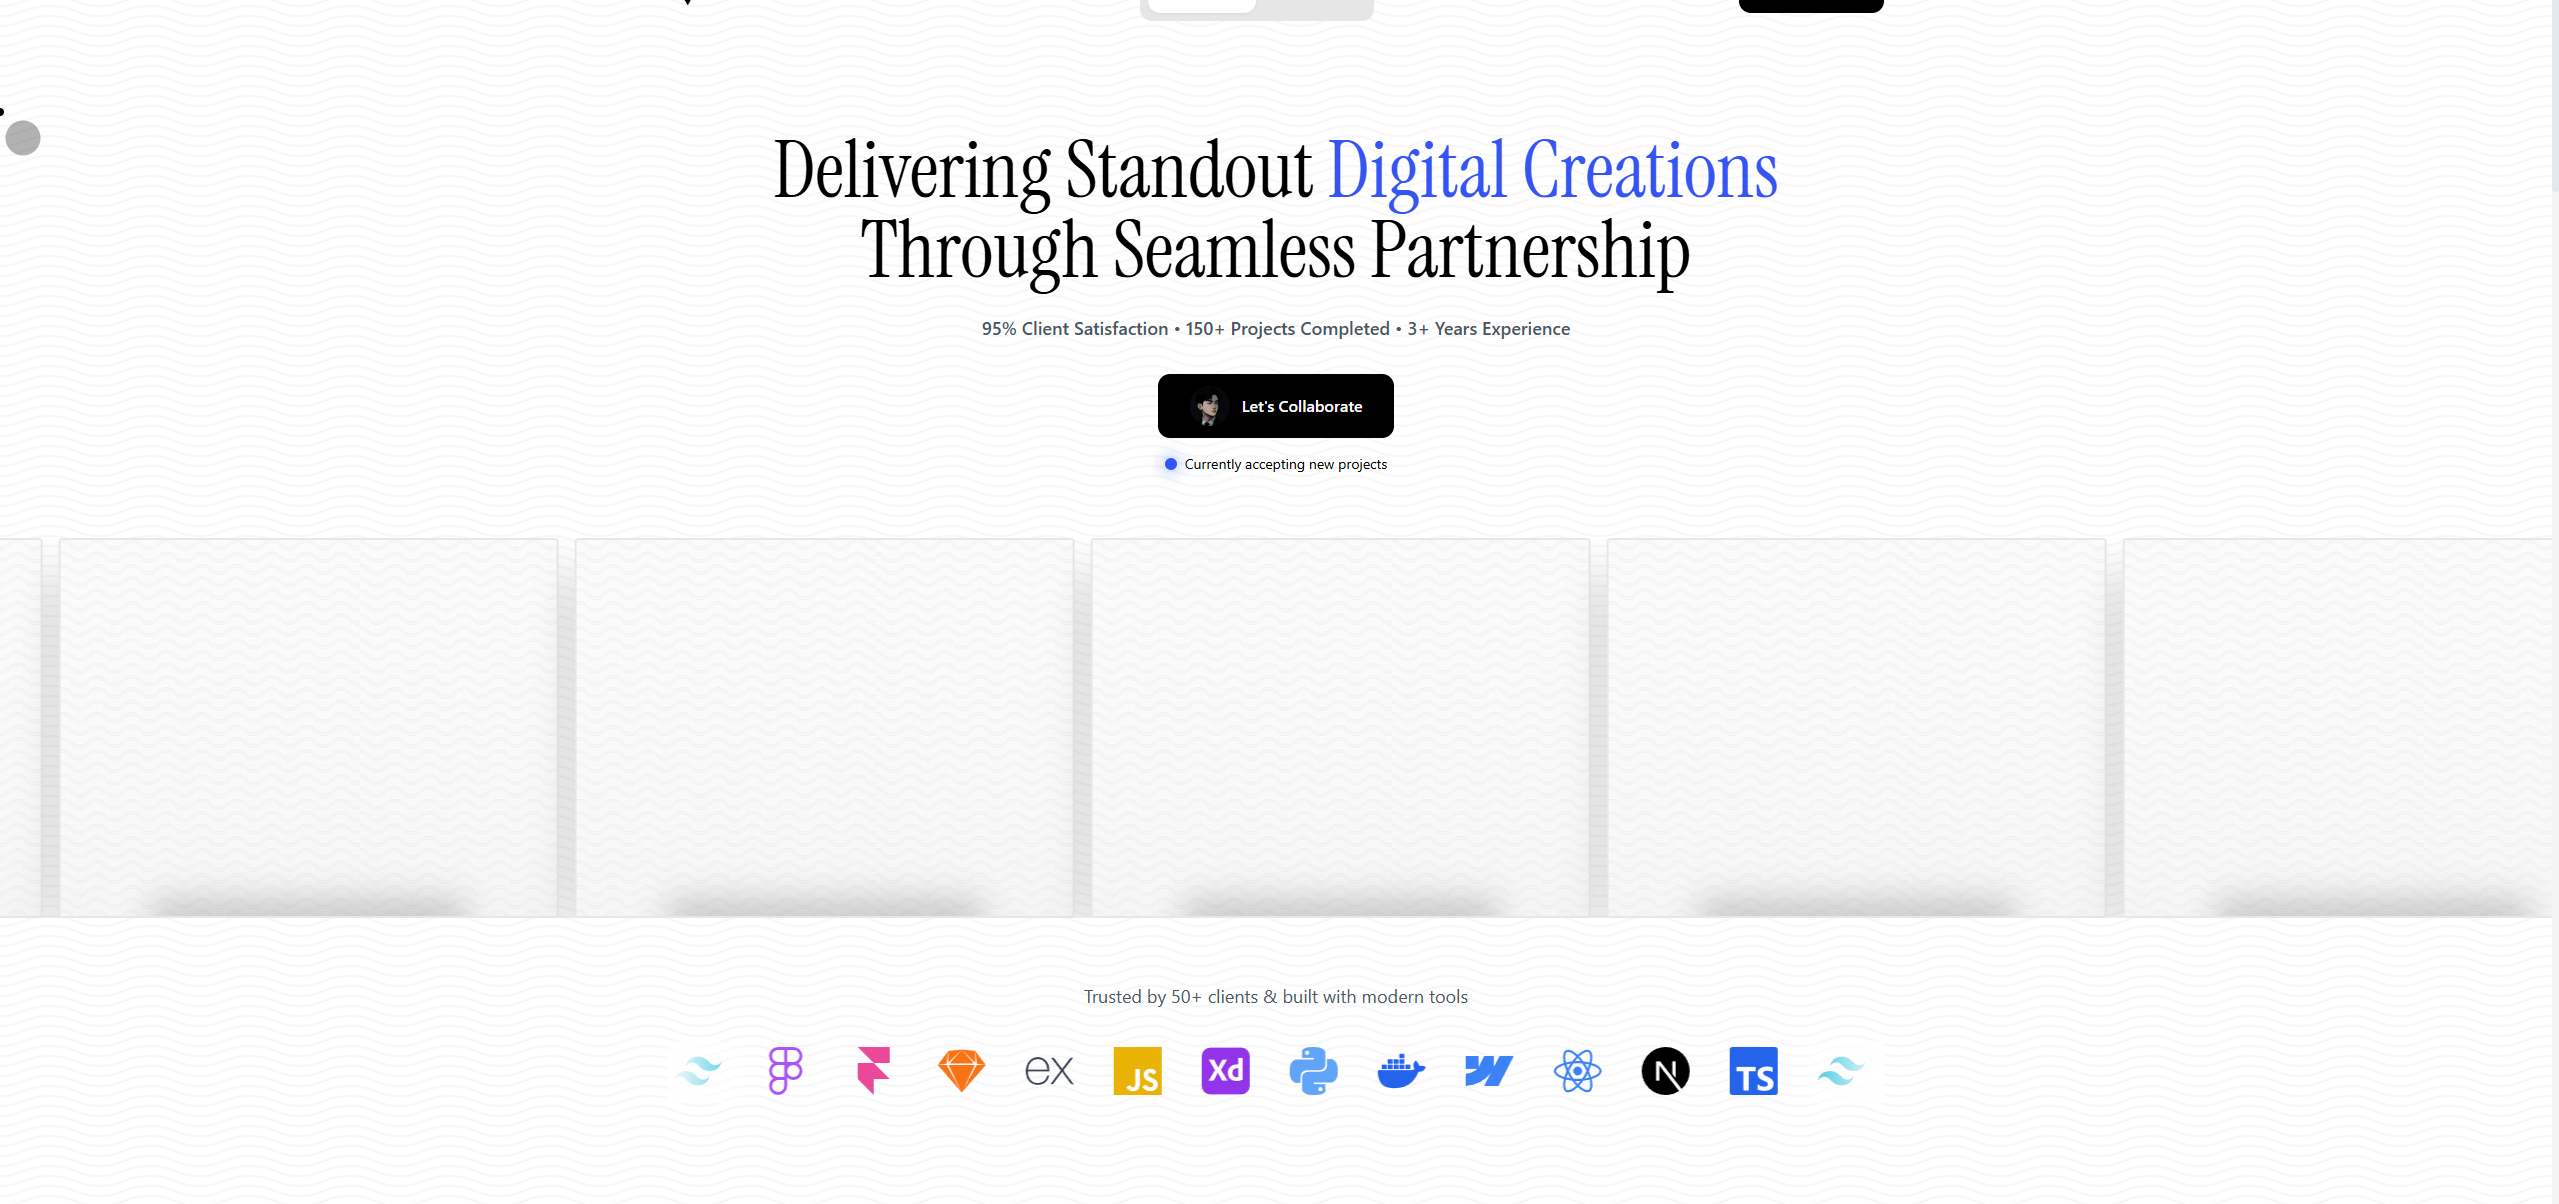 Delivering Standout Digital Creations
Through Seamless Partnership
95% Client Satisfaction • 150+ Projects Completed • 3+ Years Experience
Let's Collaborate
Currently accepting new projects
Trusted by 50+ clients & built with modern tools
ex JS Xd N TS